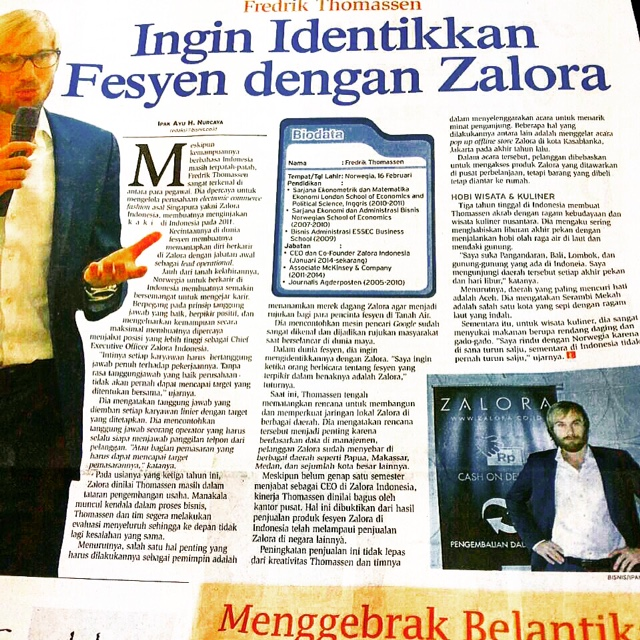 Fredrik Thomassen
Ingin Identikkan
Fesyen dengan Zalora
IPAK AYU H. NURCAYA
redaksi@bisnis.co.id
Meskipun
kemampuannya
berbahasa Indonesia
masih terpatah-patah,
Fredrik Thomassen
sangat terkenal di
antara para pegawai. Dia dipercaya untuk
mengelola perusahaan electronic commerce
fashion asal Singapura yakni Zalora
Indonesia, membuatnya menginjakan
kaki di Indonesia pada 2011.
Kecintaannya di dunia
fesyen membuatnya
memantapkan diri berkarir
di Zalora dengan jabatan awal
sebagai lead operational.
Jauh dari tanah kelahirannya,
Norwegia untuk berkarir di
Indonesia membuatnya semakin
bersemangat untuk mengejar karir.
Berpegang pada prinsip tanggung
jawab yang baik, berpikir positif, dan
mengeluarkan kemampuan secara
maksimal membuatnya dipercaya
menjabat posisi yang lebih tinggi sebagai Chief
Executive Officer Zalora Indonesia.
"Intinya setiap karyawan harus bertanggung
jawab penuh terhadap pekerjaannya. Tanpa
rasa tanggungjawab yang baik perusahaan
tidak akan pernah dapat mencapai target yang
ditentukan bersama," ujarnya.
Dia mengatakan tanggung jawab yang
diemban setiap karyawan linier dengan target
yang ditetapkan. Dia mencontohkan
tanggung jawab seorang operator yang harus
selalu siap menjawab panggilan telpon dari
pelanggan. "Atau bagian pemasaran yang
harus dapat mencapai target
pemasarannya," katanya.
Pada usianya yang ketiga tahun ini,
Zalora dinilai Thomassen masih dalam
tataran pengembangan usaha. Manakala
muncul kendala dalam proses bisnis,
Thomassen dan tim segera melakukan
evaluasi menyeluruh sehingga ke depan tidak
lagi kesalahan yang sama.
Menurutnya, salah satu hal penting yang
harus dilakukannya sebagai pemimpin adalah
Biodata
Nama : Fredrik Thomassen
Tempat/Tgl Lahir: Norwegia, 16 Februari
Pendidikan :
• Sarjana Ekonometrik dan Matematika
Ekonomi London School of Economics and
Political Science, Inggris (2010-2011)
• Sarjana Ekonomi dan Administrasi Bisnis
Norwegian School of Economics
(2007-2010)
• Bisnis Administrasi ESSEC Business
School (2009)
Jabatan :
• CEO dan Co-Founder Zalora Indonesia
(Januari 2014-sekarang)
• Associate McKinsey & Company
(2011-2014)
• Journalis Agderposten (2005-2010)
menanamkan merek dagang Zalora agar menjadi
rujukan bagi para pencinta fesyen di Tanah Air.
Dia mencontohkan mesin pencari Google sudah
sangat dikenal dan dijadikan rujukan masyarakat
saat berselancar di dunia maya.
Dalam dunia fesyen, dia ingin
mengidentikkannya dengan Zalora. "Saya ingin
ketika orang berbicara tentang fesyen yang
terpikir dalam benaknya adalah Zalora,"
tuturnya.
Saat ini, Thomassen tengah
mematangkan rencana untuk membangun
dan memperkuat jaringan lokal Zalora di
berbagai daerah. Dia mengatakan rencana
tersebut menjadi penting karena
berdasarkan data di manajemen,
pelanggan Zalora sudah menyebar di
berbagai daerah seperti Papua, Makassar,
Medan, dan sejumlah kota besar lainnya.
Meskipun belum genap satu semester
menjabat sebagai CEO di Zalora Indonesia,
kinerja Thomassen dinilai bagus oleh
kantor pusat. Hal ini dibuktikan dari hasil
penjualan produk fesyen Zalora di
Indonesia telah melampaui penjualan
Zalora di negara lainnya.
Peningkatan penjualan ini tidak lepas
dari kreativitas Thomassen dan timnya
dalam menyelenggarakan acara untuk menarik
minat pengunjung. Beberapa hal yang
dilakukannya antara lain adalah menggelar acara
pop up offline store Zalora di kota Kasablanka,
Jakarta pada akhir tahun lalu.
Dalam acara tersebut, pelanggan dibebaskan
untuk mengakses produk Zalora yang ditawarkan
di pusat perbelanjaan, tetapi barang yang dibeli
tetap diantar ke rumah.
HOBI WISATA & KULINER
Tiga tahun tinggal di Indonesia membuat
Thomassen akrab dengan ragam kebudayaan dan
wisata kuliner nusantara. Dia mengaku sering
menghabiskan liburan akhir pekan dengan
menjalankan hobi olah raga air di laut dan
mendaki gunung.
"Saya suka Pangandaran, Bali, Lombok, dan
gunung-gunung yang ada di Indonesia. Saya
mengunjungi daerah tersebut setiap akhir pekan
dan hari libur," katanya.
Menurutnya, daerah yang paling mencuri hati
adalah Aceh. Dia mengatakan Serambi Mekah
adalah salah satu kota yang sepi dengan ragam
laut yang indah.
Sementara itu, untuk wisata lidah, dia sangat
menyukai makanan berupa rendang daging dan
gado-gado. "Saya rindu dengan Norwegia karena
di sana turun salju, sementara di Indonesia tidak
pernah turun salju," ujarnya.
ZALORA
WWW.ZALORA.CO.ID
Rp
CASH ON DE
PENGEMBALIAN DAL
BISNIS/IPA
Menggebrak Belantik